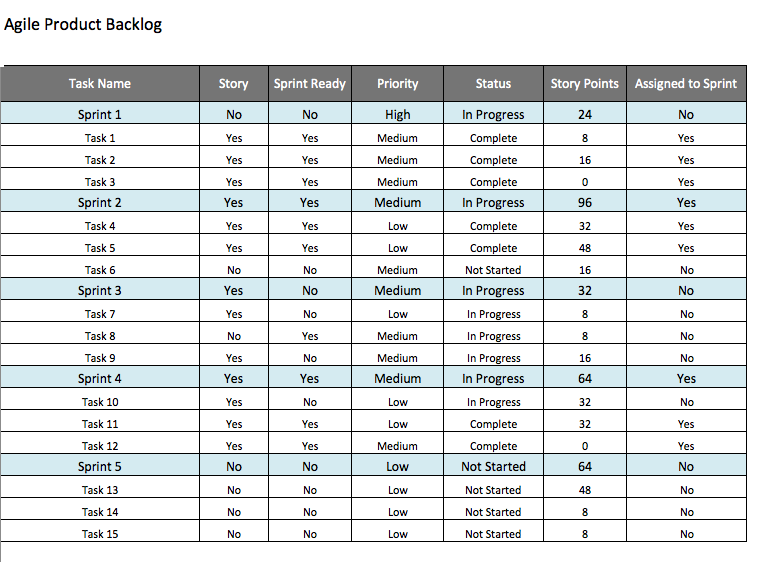 Agile Product Backlog
Task Name Story Sprint Ready Priority Status Story Points Assigned to Sprint
Sprint 1 No No High In Progress 24 No
Task 1 Yes Yes Medium Complete 8 Yes
Task 2 Yes Yes Medium Complete 16 Yes
Task 3 Yes Yes Medium Complete 0 Yes
Sprint 2 Yes Yes Medium In Progress 96 Yes
Task 4 Yes Yes Low Complete 32 Yes
Task 5 Yes Yes Low Complete 48 Yes
Task 6 No No Medium Not Started 16 No
Sprint 3 Yes No Medium In Progress 32 No
Task 7 Yes No Low In Progress 8 No
Task 8 No Yes Medium In Progress 8 No
Task 9 Yes No Medium In Progress 16 No
Sprint 4 Yes Yes Medium In Progress 64 Yes
Task 10 Yes No Low In Progress 32 No
Task 11 Yes Yes Low Complete 32 Yes
Task 12 Yes Yes Medium Complete 0 Yes
Sprint 5 No No Low Not Started 64 No
Task 13 No No Low Not Started 48 No
Task 14 No No Low Not Started 8 No
Task 15 No No Low Not Started 8 No